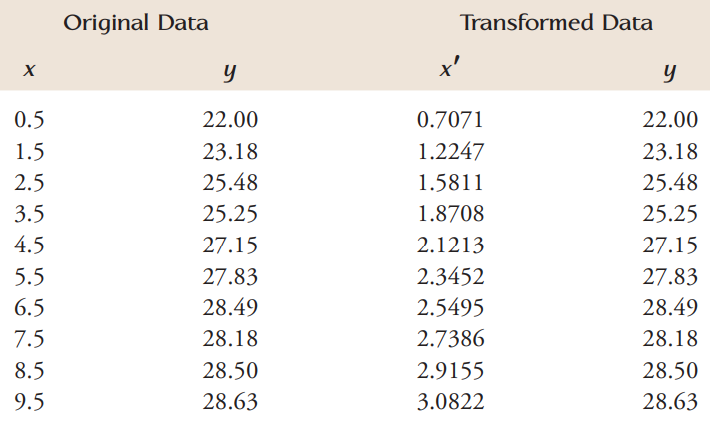 Original Data Transformed Data
x y x′ y
0.5 22.00 0.7071 22.00
1.5 23.18 1.2247 23.18
2.5 25.48 1.5811 25.48
3.5 25.25 1.8708 25.25
4.5 27.15 2.1213 27.15
5.5 27.83 2.3452 27.83
6.5 28.49 2.5495 28.49
7.5 28.18 2.7386 28.18
8.5 28.50 2.9155 28.50
9.5 28.63 3.0822 28.63